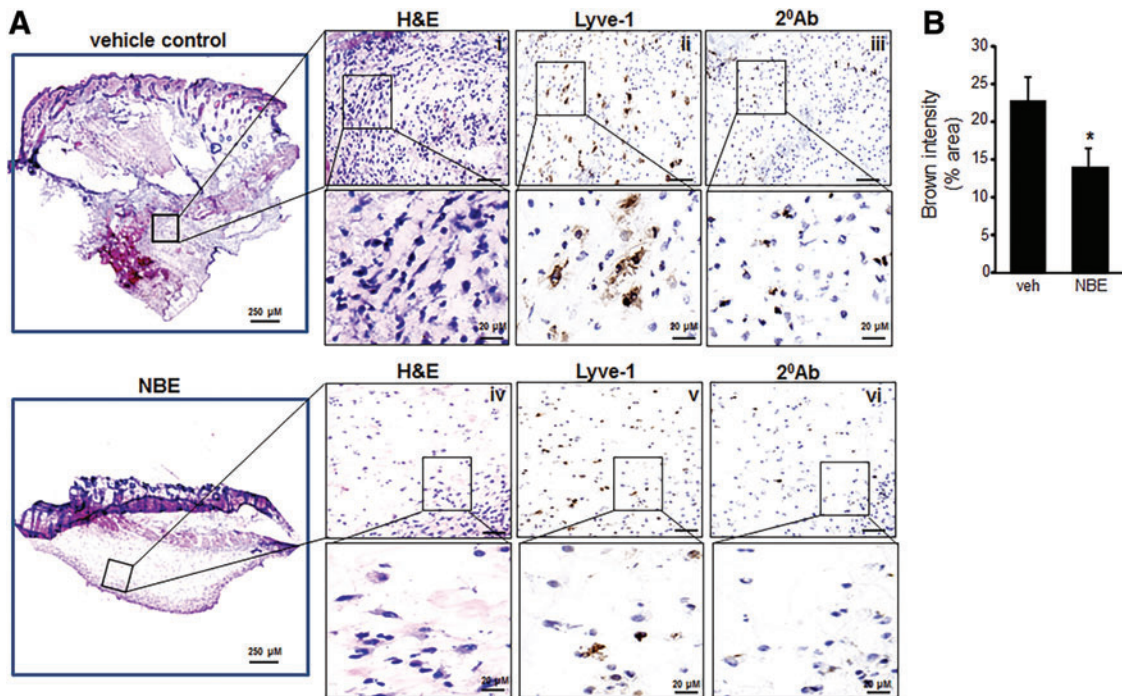 A
vehicle control
250 µM
H&E
i
20 µM
Lyve-1
ii
20 µM
2⁰Ab
iii
20 µM
NBE
250 µM
H&E
iv
20 µM
Lyve-1
v
20 µM
2⁰Ab
vi
20 µM
B
Brown intensity
(% area)
30
25
20
15
10
5
0
*
veh
NBE